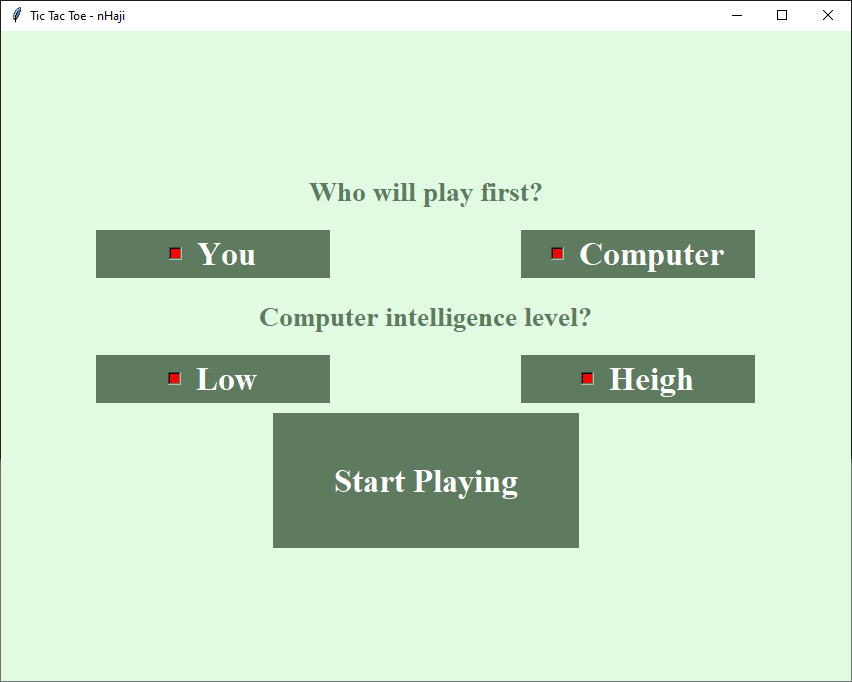 Tic Tac Toe - nHaji
Who will play first?
You
Computer
Computer intelligence level?
Low
Heigh
Start Playing